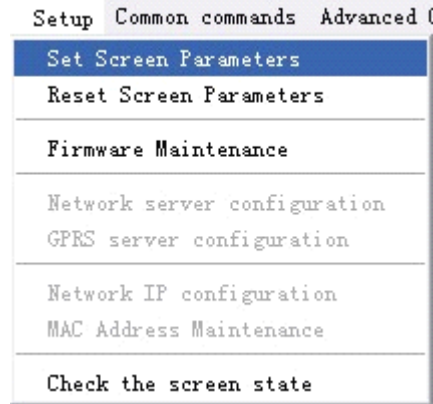 Setup Common commands Advanced
Set Screen Parameters
Reset Screen Parameters
Firmware Maintenance
Network server configuration
GPRS server configuration
Network IP configuration
MAC Address Maintenance
Check the screen state